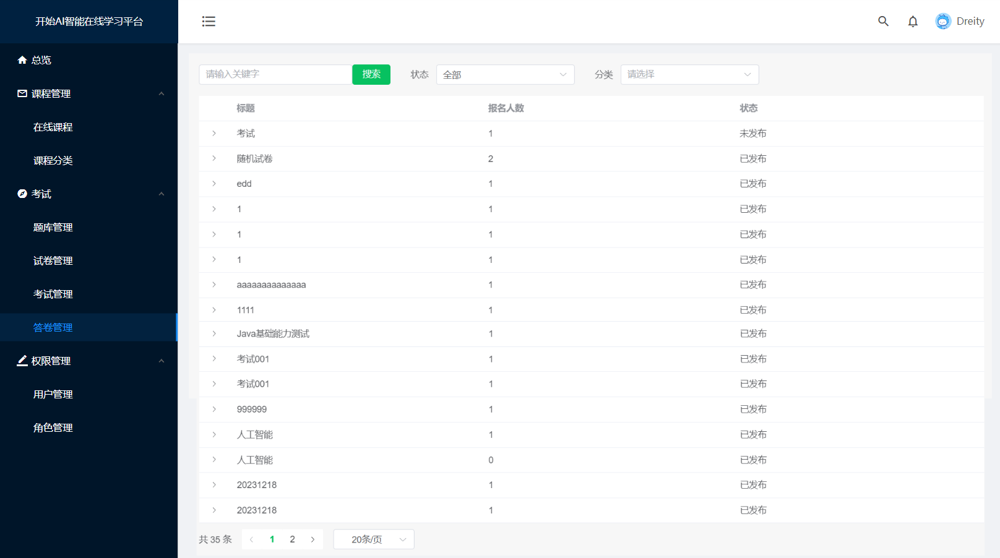 开始AI智能在线学习平台
Dreity
总览
课程管理
在线课程
课程分类
考试
题库管理
试卷管理
考试管理
答卷管理
权限管理
用户管理
角色管理
请输入关键字 搜索 状态 全部 分类 请选择
标题 报名人数 状态
考试 1 未发布
随机试卷 2 已发布
edd 1 已发布
1 1 已发布
1 1 已发布
1 1 已发布
aaaaaaaaaaaaaa 1 已发布
1111 1 已发布
Java基础能力测试 1 已发布
考试001 1 已发布
考试001 1 已发布
999999 1 已发布
人工智能 1 已发布
人工智能 0 已发布
20231218 1 已发布
20231218 1 已发布
共 35 条 1 2 20条/页